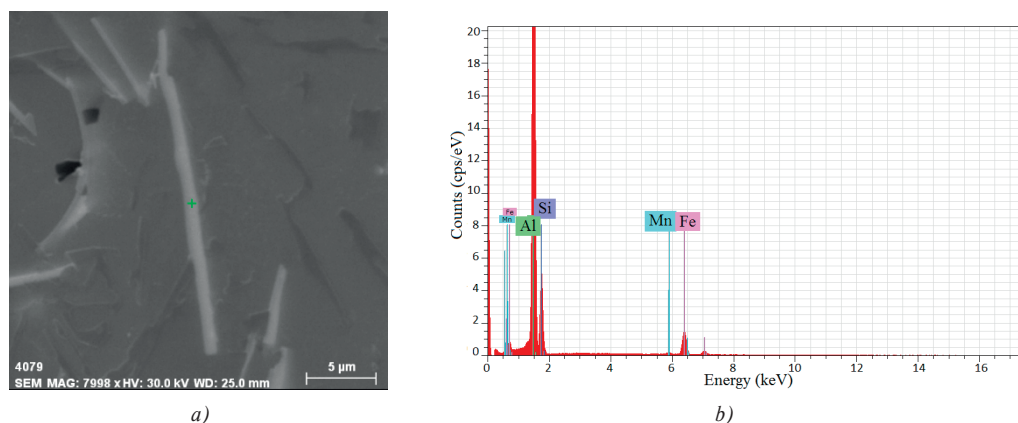 4079
SEM MAG: 7998 x HV: 30.0 kV WD: 25.0 mm
5 µm
a)
Counts (cps/eV)
20
18
16
14
12
10
8
6
4
2
0
Fe
Mn
Al
Si
Mn
Fe
0 2 4 6 8 10 12 14 16
Energy (keV)
b)